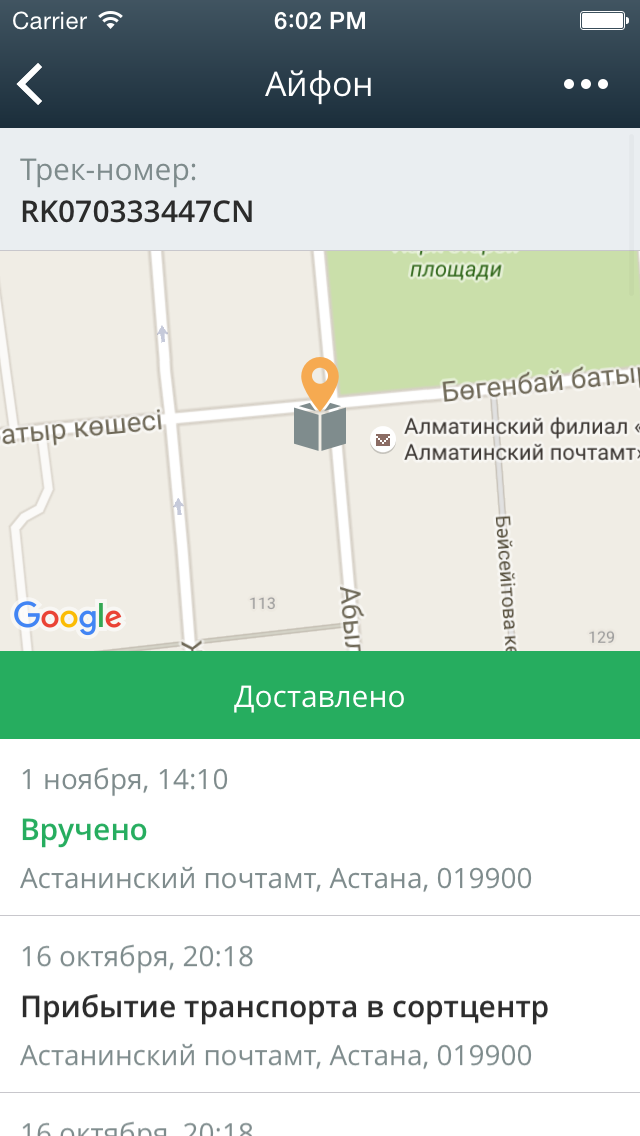 Carrier 6:02 PM
Айфон
Трек-номер:
RK070333447CN
площади
Бөгенбай батыр
атыр көшесі
Алматинский филиал «
Алматинский почтамт»
Бәйсейітова ке
113
Абыл
129
Google
Доставлено
1 ноября, 14:10
Вручено
Астанинский почтамт, Астана, 019900
16 октября, 20:18
Прибытие транспорта в сортцентр
Астанинский почтамт, Астана, 019900
16 октября, 20:18